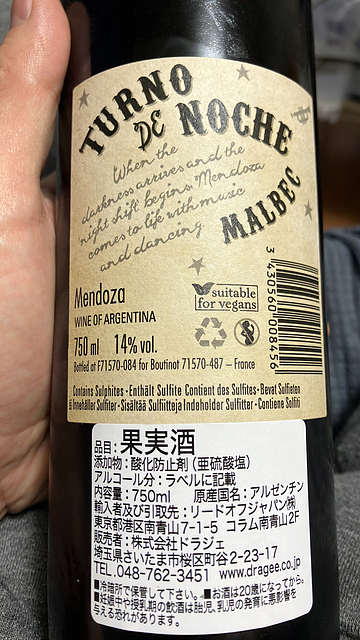 TURNO
DE NOCHE
When the
darkness arrives and the
night shift begins, Mendoza
comes to life with music
and dancing.
MALBEC
Mendoza
WINE OF ARGENTINA
750 ml 14% vol.
suitable
for vegans
Bottled at F71570-084 for Boutinot 71570-487 – France
3 430560 008456
Contains Sulphites • Enthält Sulfite Contient des Sulfites • Bevat Sulfieten
Innehåller Sulfiter • Sisältää Sulfiitteja Indeholder Sulfitter • Contiene Solfiti
品目:果実酒
添加物:酸化防止剤(亜硫酸塩)
アルコール分:ラベルに記載
内容量:750ml 原産国名:アルゼンチン
輸入者及び引取先:リードオフジャパン㈱
東京都港区南青山7-1-5 コラム南青山2F
販売者:株式会社ドラジェ
埼玉県さいたま市桜区町谷2-23-17
TEL.048-762-3451 www.dragee.co.jp
■冷暗所で保管して下さい。■お酒は20歳になってから。
■妊娠中や授乳期の飲酒は胎児、乳児の発育に悪影響を
与える恐れがあります。